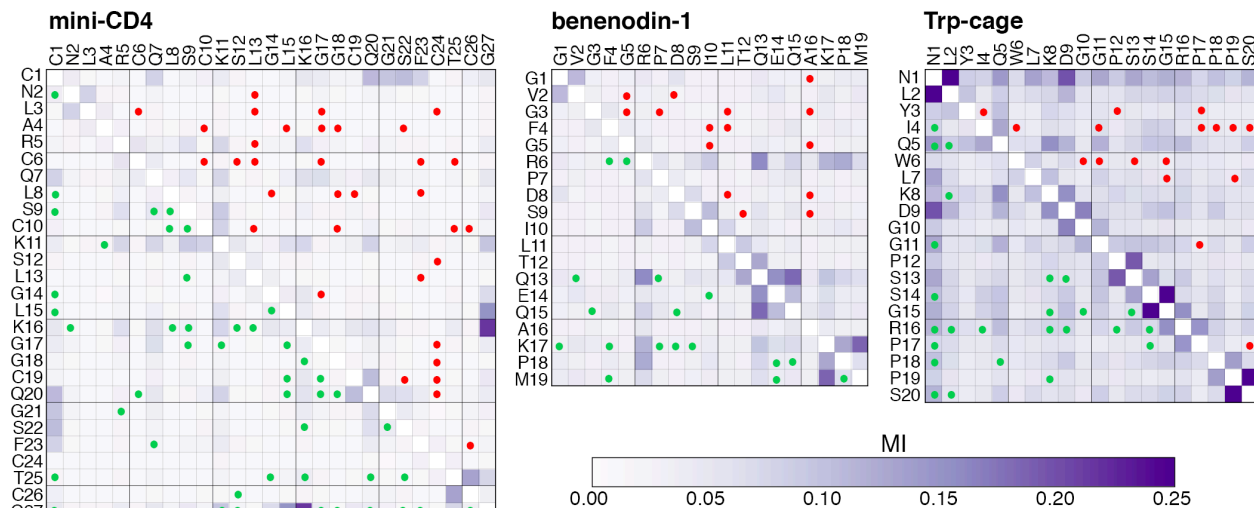 mini-CD4
C1 N2 L3 A4 R5 C6 Q7 L8 S9 C10 K11 S12 L13 G14 L15 K16 G17 G18 C19 Q20 G21 S22 F23 C24 T25 C26 G27
C1
N2
L3
A4
R5
C6
Q7
L8
S9
C10
K11
S12
L13
G14
L15
K16
G17
G18
C19
Q20
G21
S22
F23
C24
T25
C26
benenodin-1
G1 V2 G3 F4 G5 R6 P7 D8 S9 I10 L11 T12 Q13 E14 Q15 A16 K17 P18 M19
G1
V2
G3
F4
G5
R6
P7
D8
S9
I10
L11
T12
Q13
E14
Q15
A16
K17
P18
M19
Trp-cage
N1 L2 Y3 I4 Q5 W6 L7 K8 D9 G10 G11 P12 S13 S14 G15 R16 P17 P18 P19 S20
N1
L2
Y3
I4
Q5
W6
L7
K8
D9
G10
G11
P12
S13
S14
G15
R16
P17
P18
P19
S20
MI
0.00 0.05 0.10 0.15 0.20 0.25